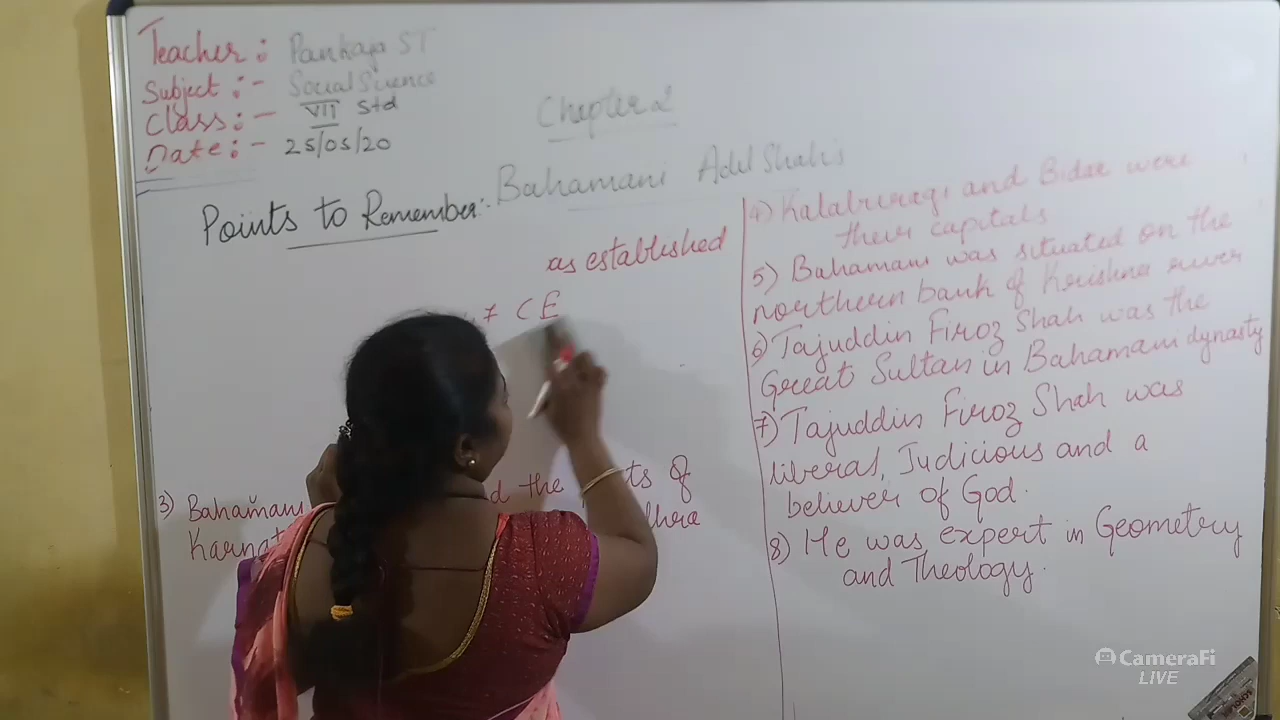 Teacher : Pankaja ST
Subject :- Social Science
Class :- VII Std
Date :- 25/05/20
Chapter 2
Bahamani Adil Shahis
Points to Remember:-
as established
7 CE
3) Bahamani
d the
ts of
Karnat
dhra
4) Kalaburagi and Bidar were
their capitals
5) Bahamani was situated on the
northern bank of Krishna river
6) Tajuddin Firoz Shah was the
Great Sultan in Bahamani dynasty
7) Tajuddin Firoz Shah was
liberal, Judicious and a
believer of God.
8) He was expert in Geometry
and Theology.
CameraFi
LIVE